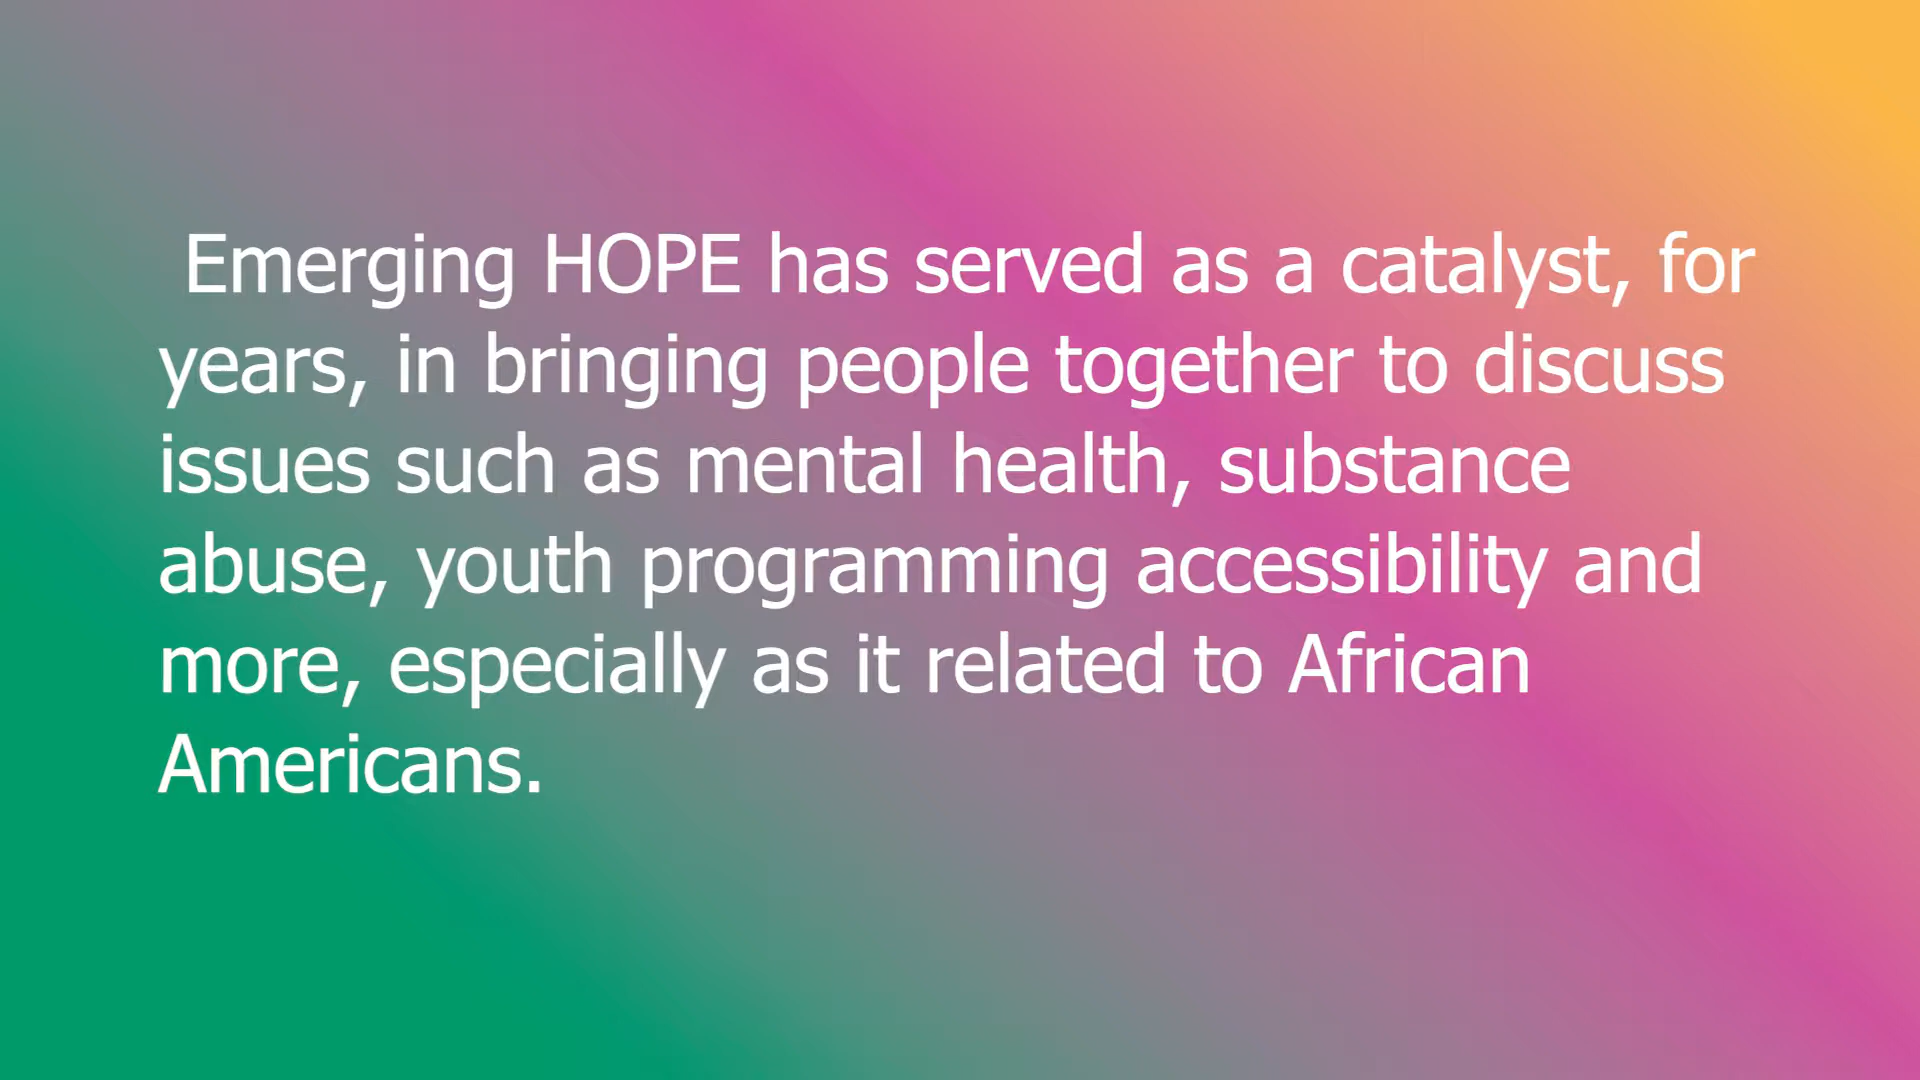 Emerging HOPE has served as a catalyst, for
years, in bringing people together to discuss
issues such as mental health, substance
abuse, youth programming accessibility and
more, especially as it related to African
Americans.